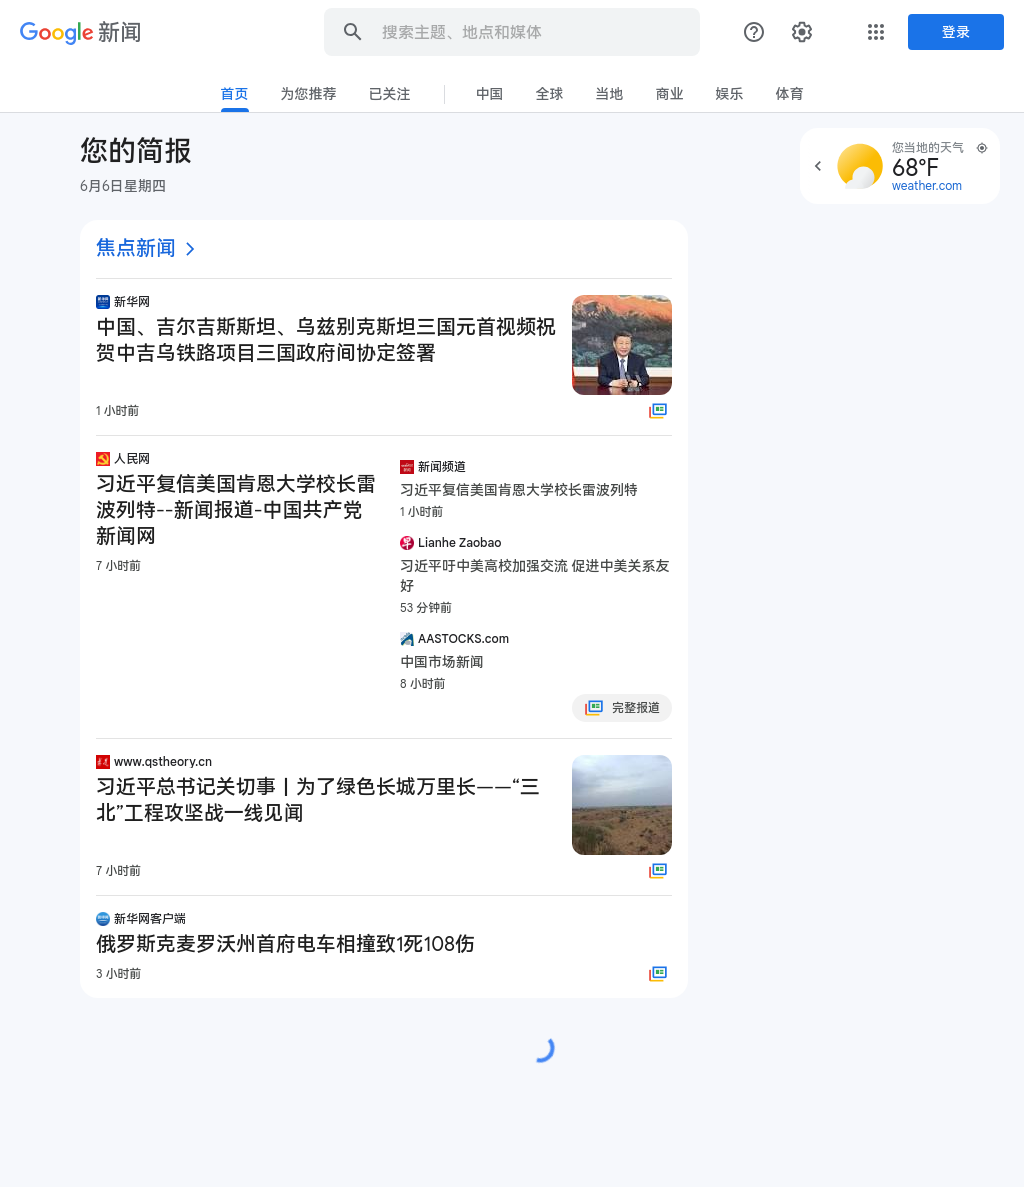 Google 新闻
搜索主题、地点和媒体
登录
首页
为您推荐
已关注
中国
全球
当地
商业
娱乐
体育
您的简报
6月6日星期四
您当地的天气
68°F
weather.com
焦点新闻
新华网
中国、吉尔吉斯斯坦、乌兹别克斯坦三国元首视频祝
贺中吉乌铁路项目三国政府间协定签署
1 小时前
人民网
习近平复信美国肯恩大学校长雷
波列特--新闻报道-中国共产党
新闻网
7 小时前
新闻频道
习近平复信美国肯恩大学校长雷波列特
1 小时前
Lianhe Zaobao
习近平吁中美高校加强交流 促进中美关系友
好
53 分钟前
AASTOCKS.com
中国市场新闻
8 小时前
完整报道
www.qstheory.cn
习近平总书记关切事丨为了绿色长城万里长——“三
北”工程攻坚战一线见闻
7 小时前
新华网客户端
俄罗斯克麦罗沃州首府电车相撞致1死108伤
3 小时前